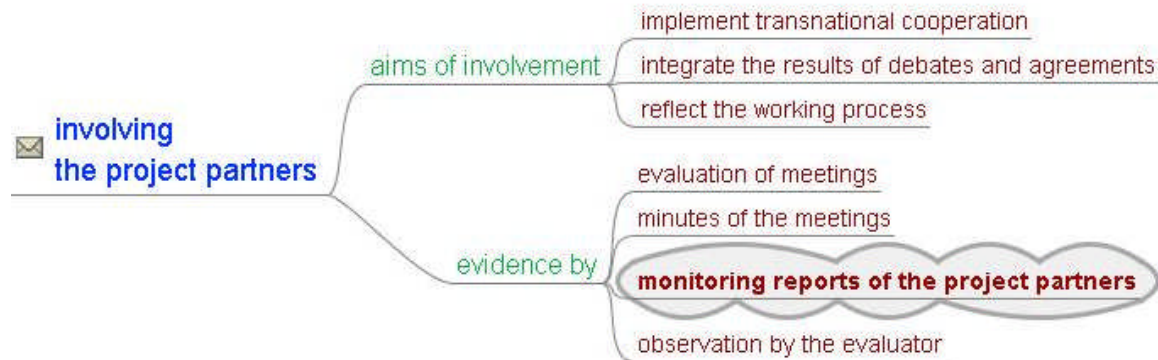 involving
the project partners
aims of involvement
implement transnational cooperation
integrate the results of debates and agreements
reflect the working process
evidence by
evaluation of meetings
minutes of the meetings
monitoring reports of the project partners
observation by the evaluator